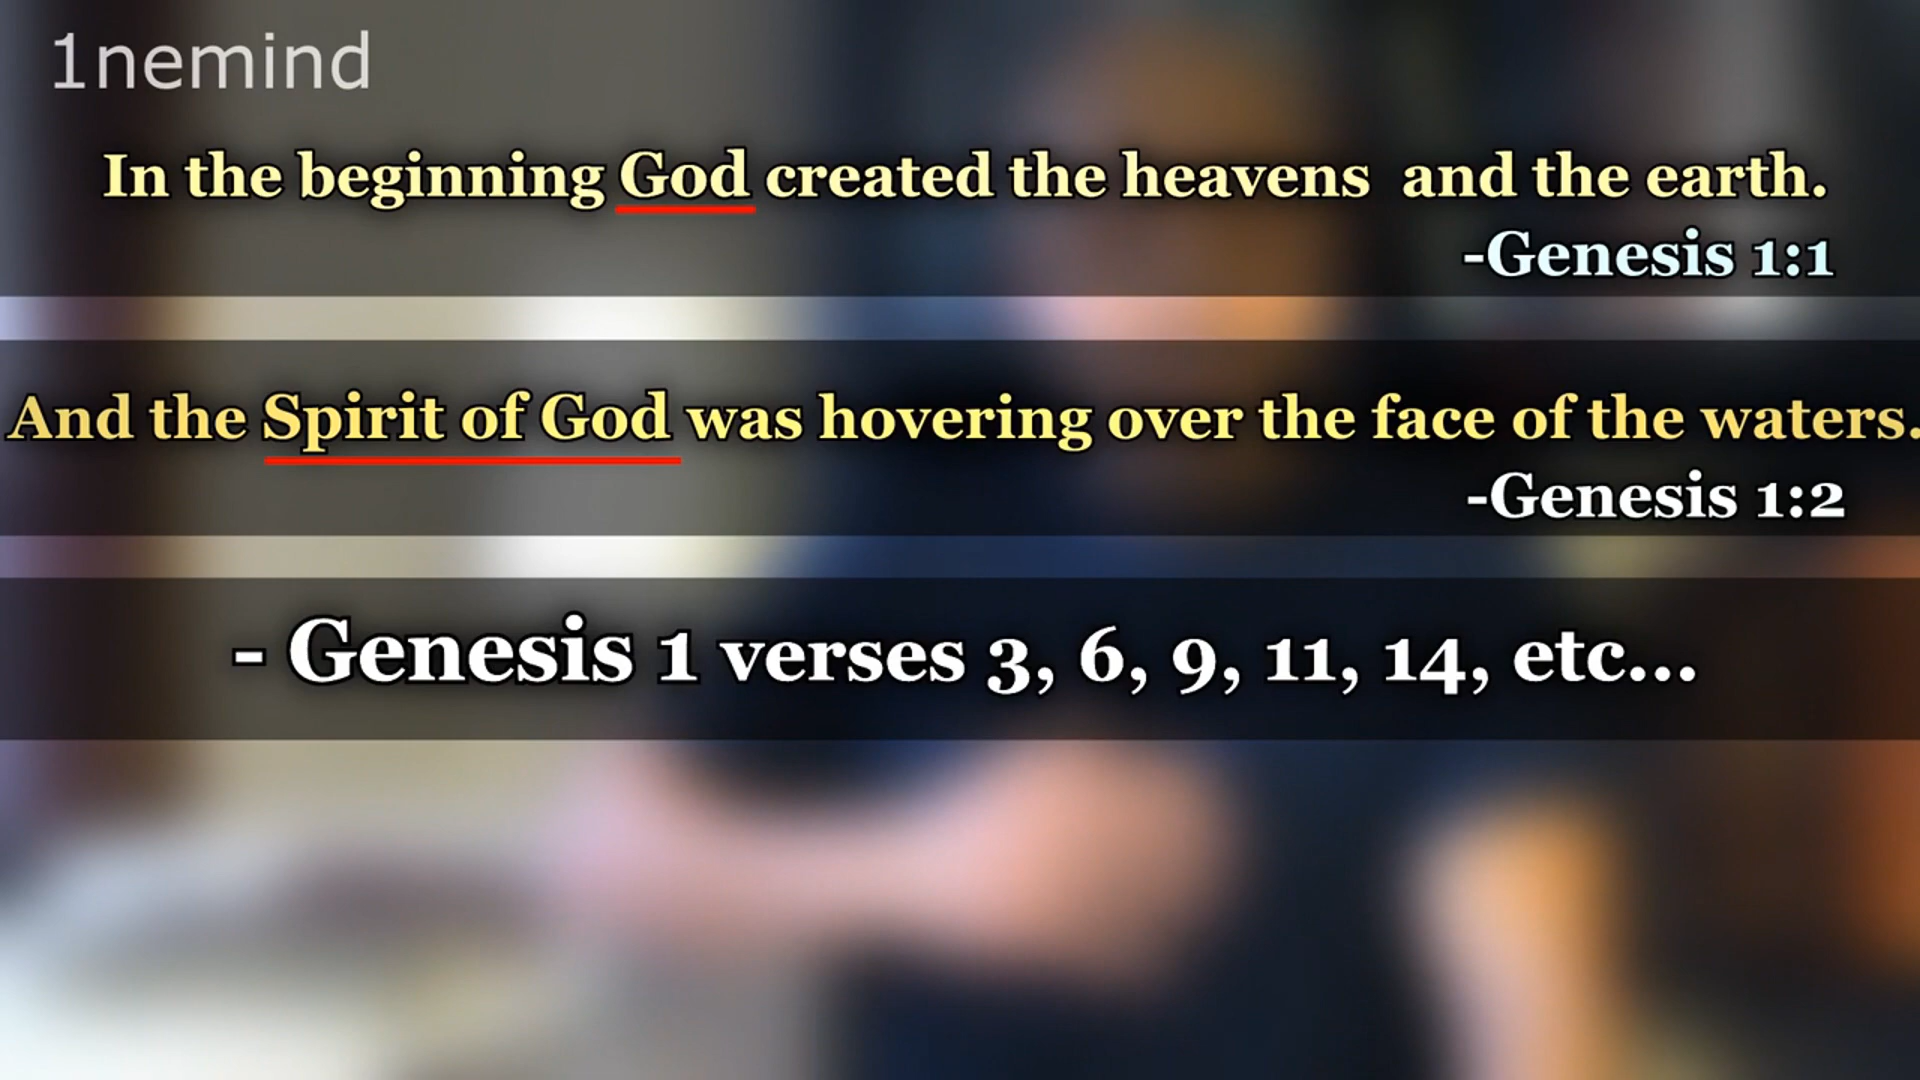 1nemind
In the beginning God created the heavens  and the earth.
-Genesis 1:1
And the Spirit of God was hovering over the face of the waters.
-Genesis 1:2
- Genesis 1 verses 3, 6, 9, 11, 14, etc...